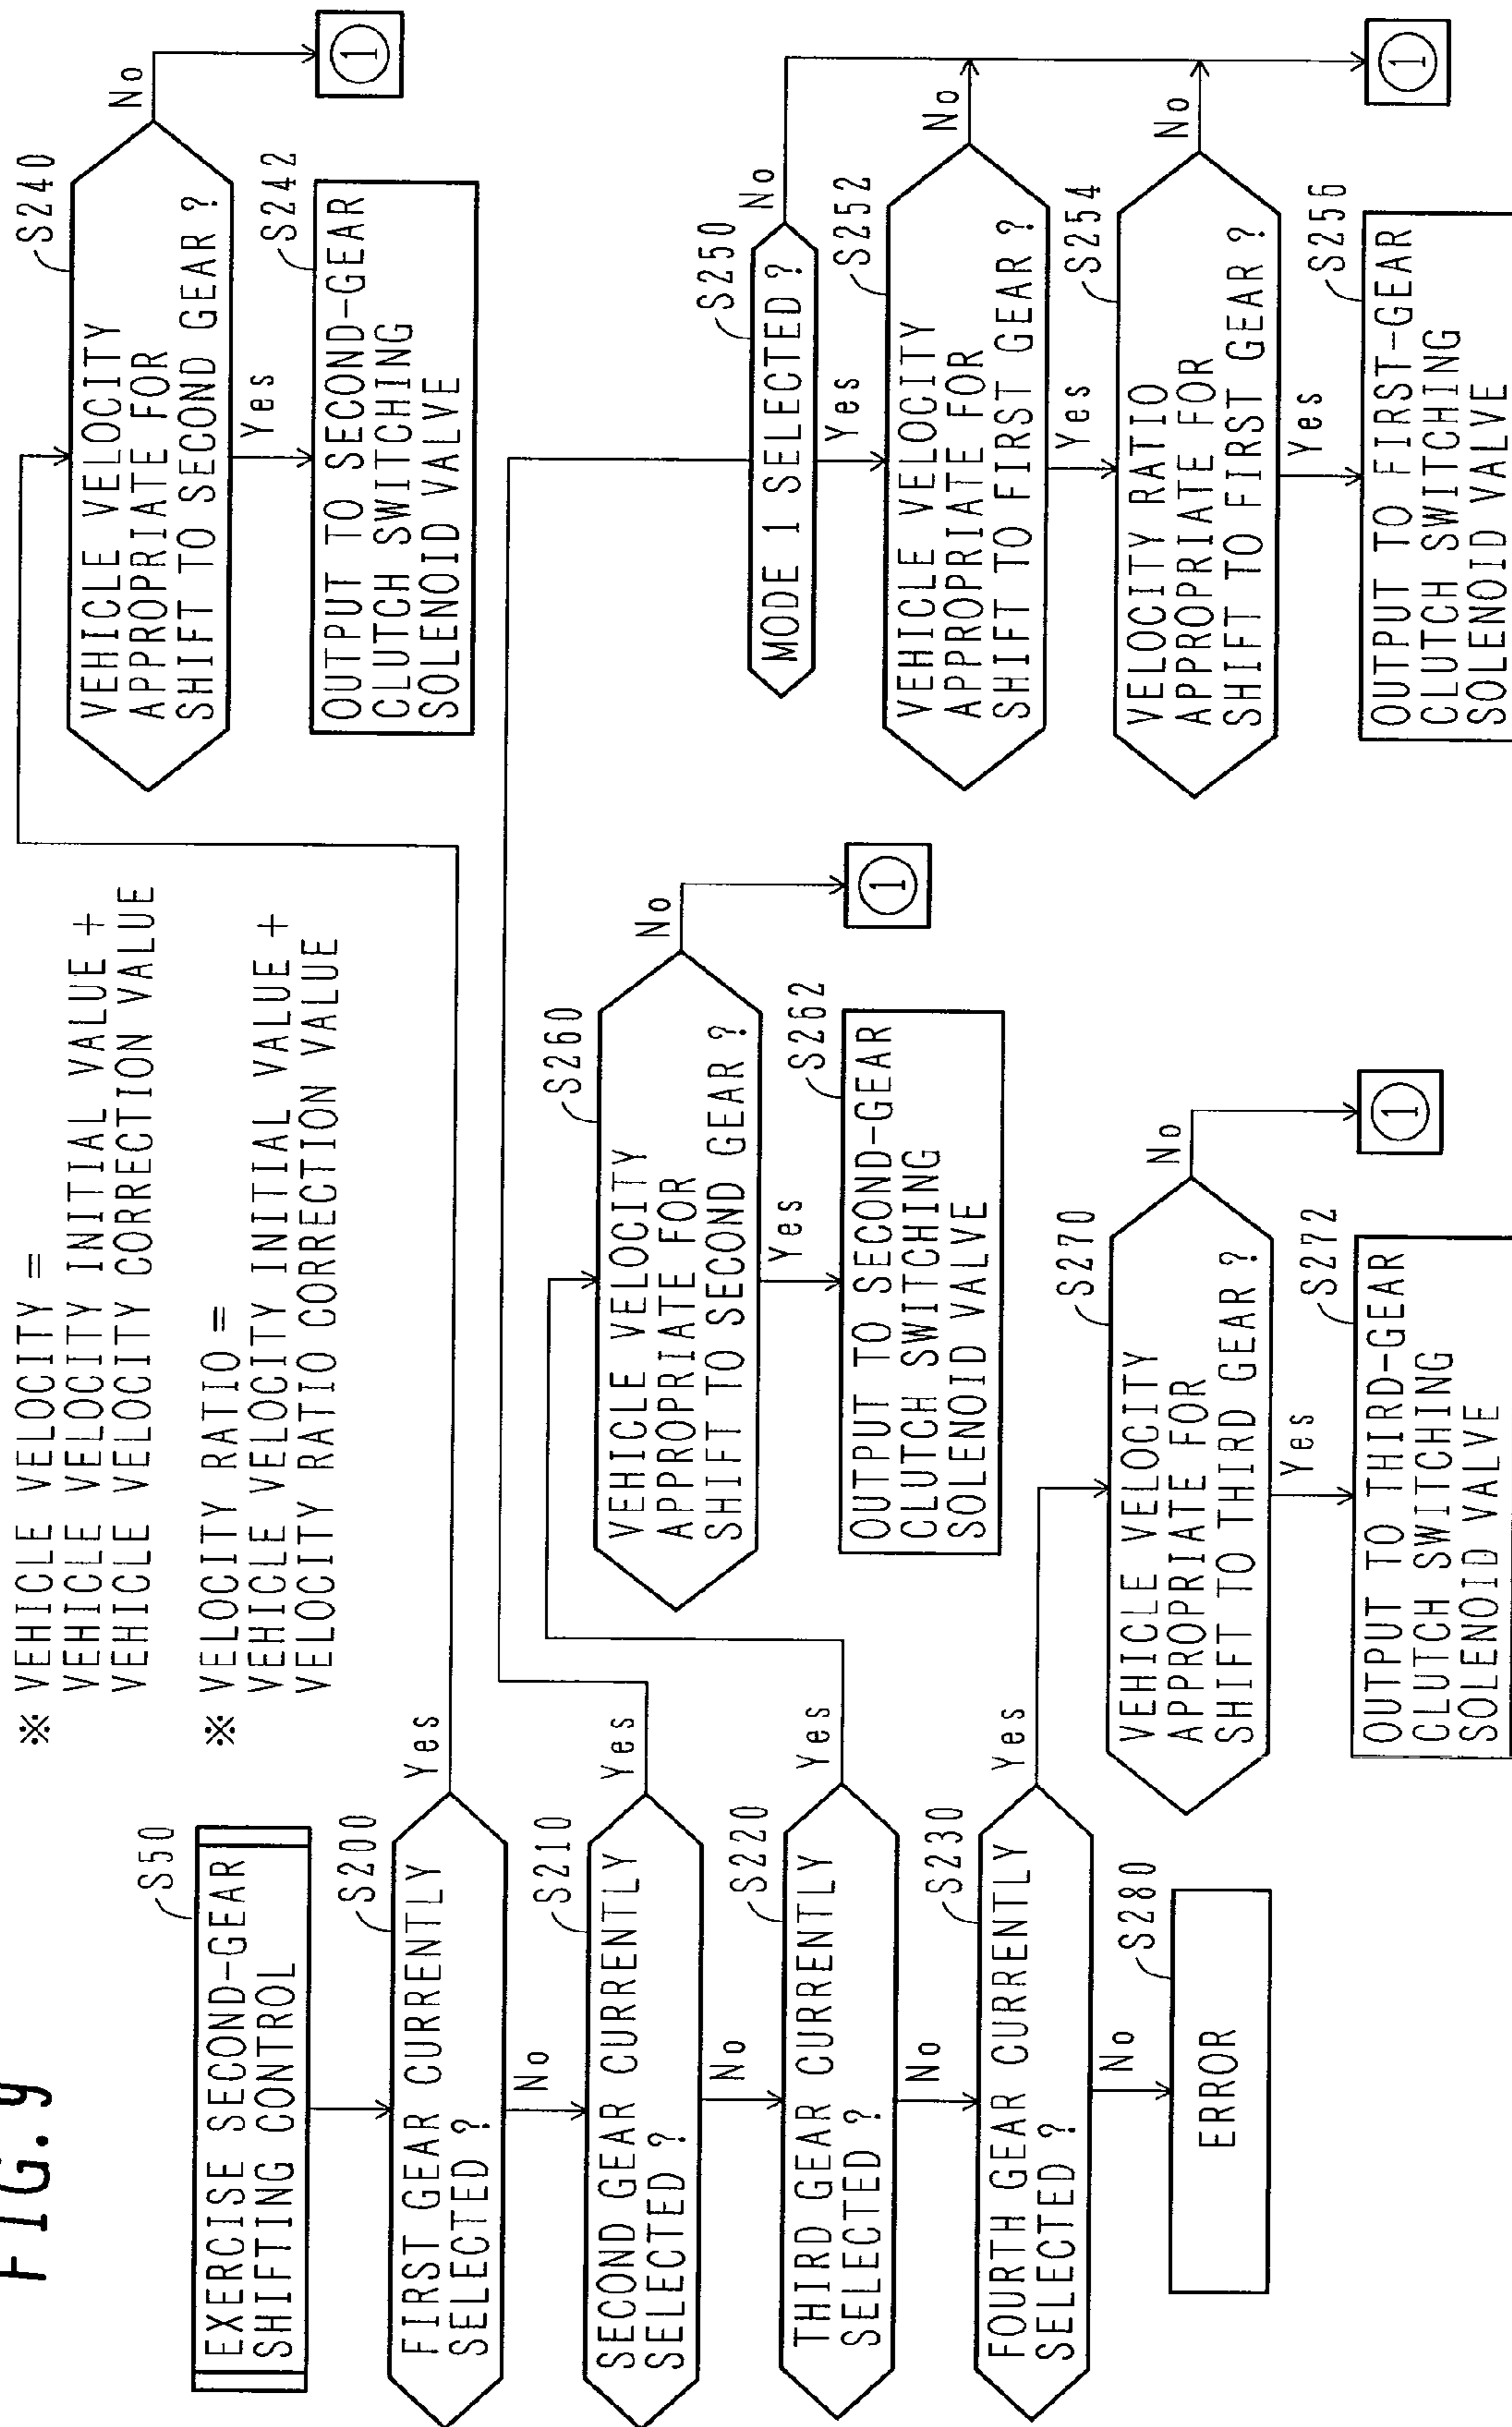 FIG. 9
※ VEHICLE VELOCITY =
VEHICLE VELOCITY INITIAL VALUE +
VEHICLE VELOCITY CORRECTION VALUE
※ VELOCITY RATIO =
VEHICLE VELOCITY INITIAL VALUE +
VELOCITY RATIO CORRECTION VALUE
S50
EXERCISE SECOND-GEAR
SHIFTING CONTROL
S200
FIRST GEAR CURRENTLY
SELECTED ?
Yes
No
S210
SECOND GEAR CURRENTLY
SELECTED ?
Yes
No
S220
THIRD GEAR CURRENTLY
SELECTED ?
Yes
No
S230
FOURTH GEAR CURRENTLY
SELECTED ?
Yes
No
S280
ERROR
S240
VEHICLE VELOCITY
APPROPRIATE FOR
SHIFT TO SECOND GEAR ?
No
①
Yes
S242
OUTPUT TO SECOND-GEAR
CLUTCH SWITCHING
SOLENOID VALVE
S250
MODE 1 SELECTED ?
No
Yes
S252
VEHICLE VELOCITY
APPROPRIATE FOR
SHIFT TO FIRST GEAR ?
No
Yes
S254
VELOCITY RATIO
APPROPRIATE FOR
SHIFT TO FIRST GEAR ?
No
①
Yes
S256
OUTPUT TO FIRST-GEAR
CLUTCH SWITCHING
SOLENOID VALVE
S260
VEHICLE VELOCITY
APPROPRIATE FOR
SHIFT TO SECOND GEAR ?
No
①
Yes
S262
OUTPUT TO SECOND-GEAR
CLUTCH SWITCHING
SOLENOID VALVE
S270
VEHICLE VELOCITY
APPROPRIATE FOR
SHIFT TO THIRD GEAR ?
No
①
Yes
S272
OUTPUT TO THIRD-GEAR
CLUTCH SWITCHING
SOLENOID VALVE